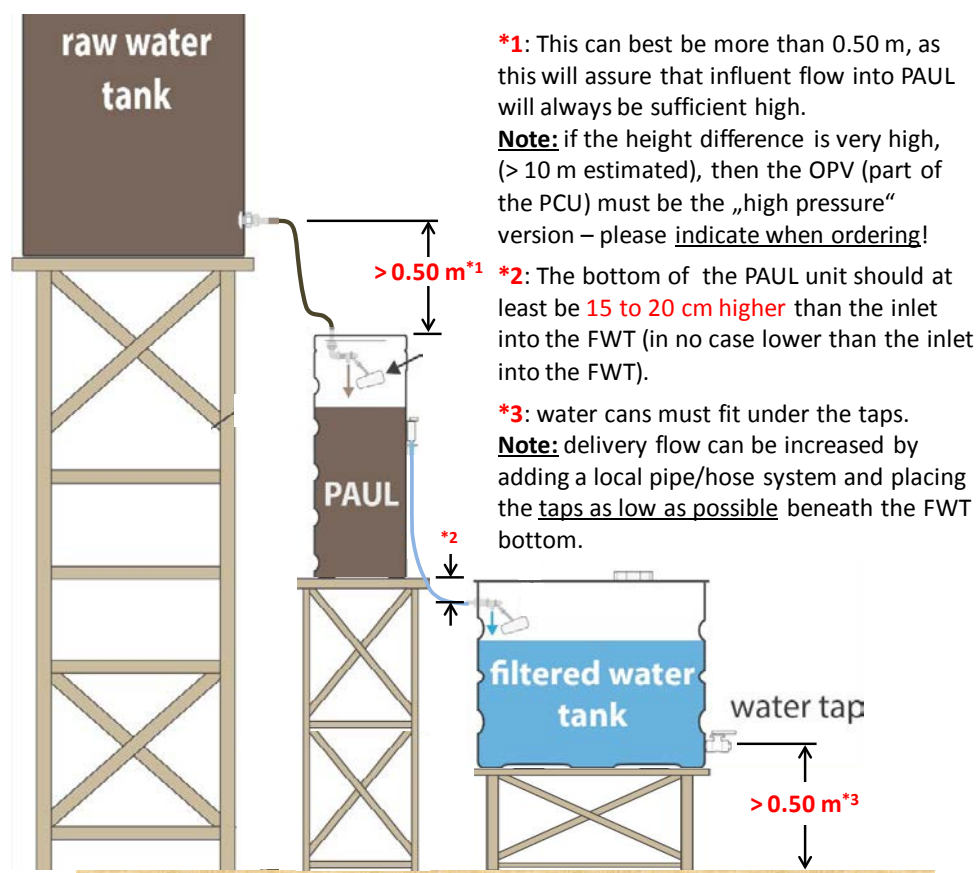 raw water
tank
*1: This can best be more than 0.50 m, as
this will assure that influent flow into PAUL
will always be sufficient high.
Note: if the height difference is very high,
(> 10 m estimated), then the OPV (part of
the PCU) must be the „high pressure“
version – please indicate when ordering!
> 0.50 m*1
*2: The bottom of the PAUL unit should at
least be 15 to 20 cm higher than the inlet
into the FWT (in no case lower than the inlet
into the FWT).
*3: water cans must fit under the taps.
Note: delivery flow can be increased by
adding a local pipe/hose system and placing
the taps as low as possible beneath the FWT
bottom.
PAUL
*2
filtered water
tank
water tap
> 0.50 m*3